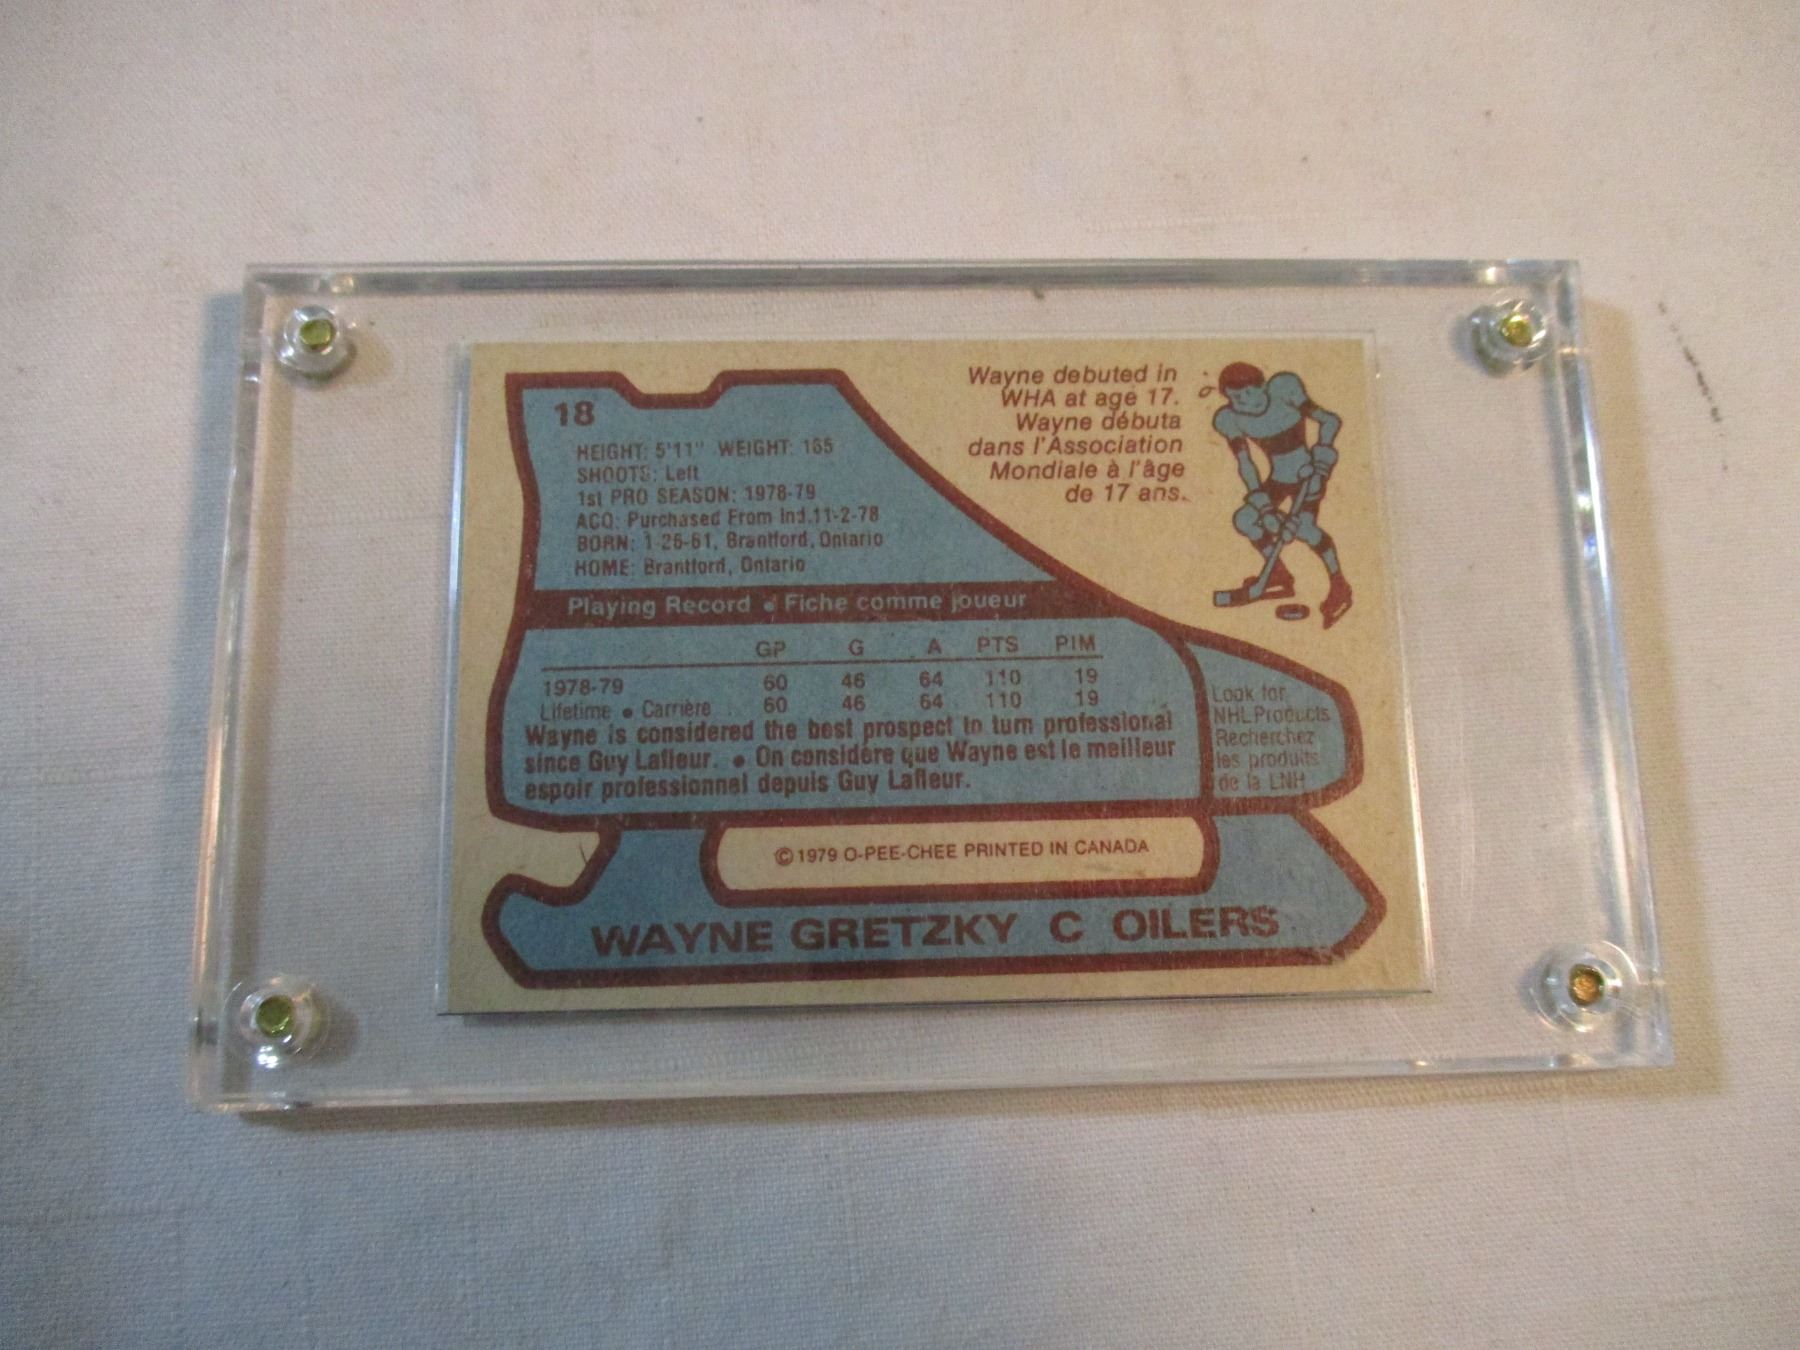 18
HEIGHT: 5'11" WEIGHT: 165
SHOOTS: Left
1st PRO SEASON: 1978-79
ACQ: Purchased From Ind.11-2-78
BORN: 1-26-61, Brantford, Ontario
HOME: Brantford, Ontario
Wayne debuted in
WHA at age 17.
Wayne débuta
dans l'Association
Mondiale à l'âge
de 17 ans.
Playing Record • Fiche comme joueur
GP G A PTS PIM
1978-79 60 46 64 110 19
Lifetime • Carrière 60 46 64 110 19
Wayne is considered the best prospect to turn professional
since Guy Lafleur. • On considère que Wayne est le meilleur
espoir professionnel depuis Guy Lafleur.
Look for
NHL Products
Recherchez
les produits
de la LNH
© 1979 O-PEE-CHEE PRINTED IN CANADA
WAYNE GRETZKY C OILERS